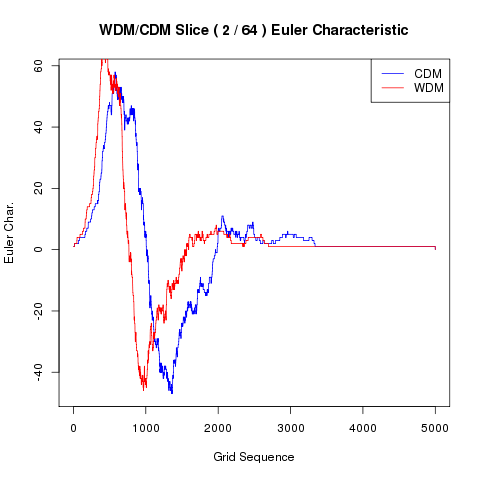 WDM/CDM Slice ( 2 / 64 ) Euler Characteristic
CDM
WDM
60
40
20
0
-20
-40
Euler Char.
0 1000 2000 3000 4000 5000
Grid Sequence